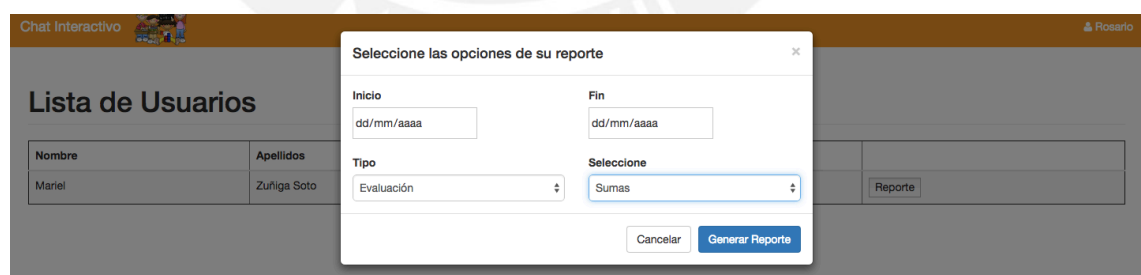 Chat Interactivo
Rosario
Seleccione las opciones de su reporte ×
Lista de Usuarios
Inicio Fin
dd/mm/aaaa dd/mm/aaaa
Nombre Apellidos
Tipo Seleccione
Mariel Zuñiga Soto Reporte
Evaluación Sumas
Cancelar Generar Reporte